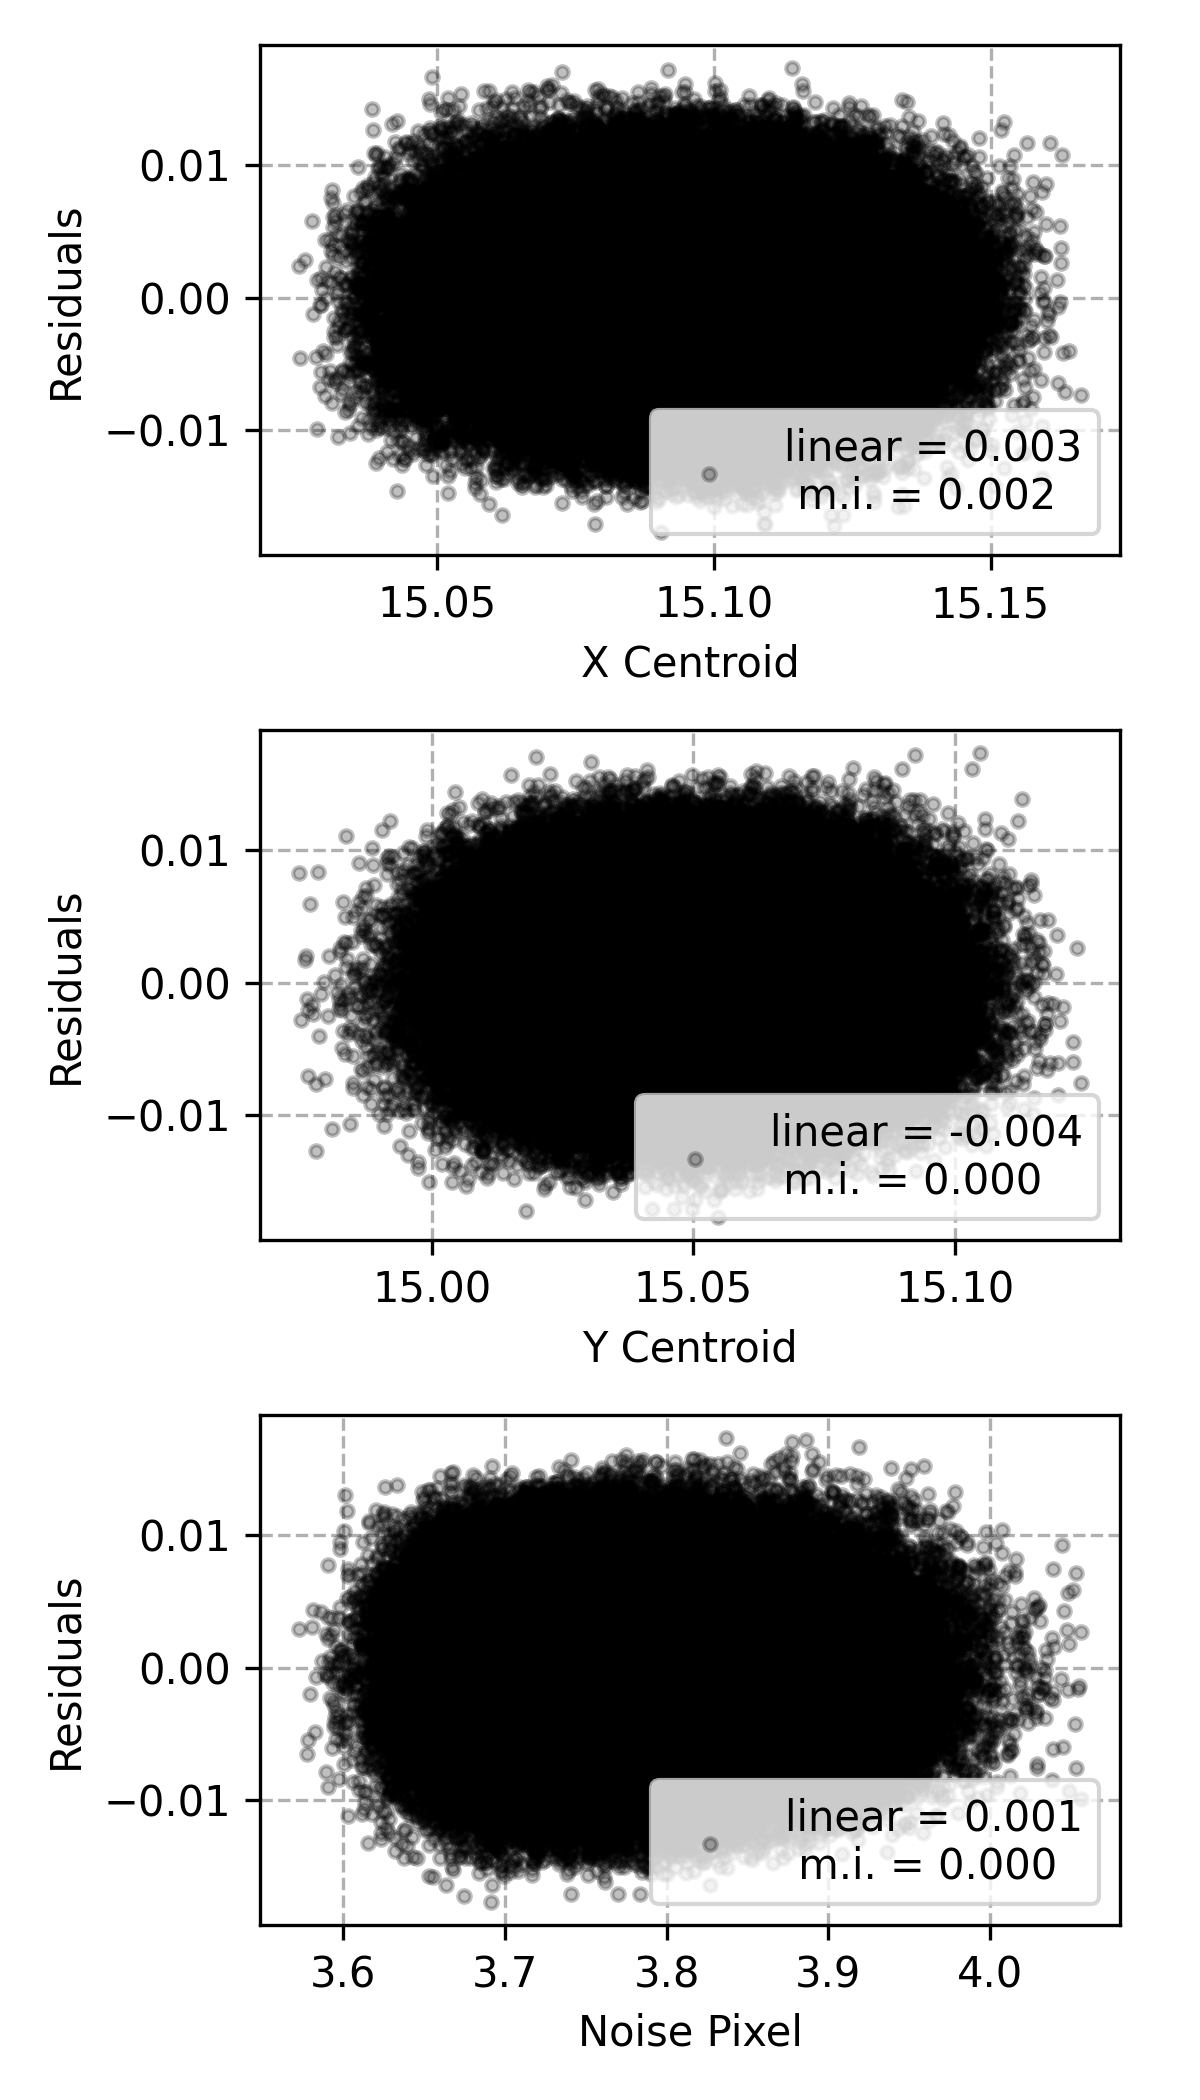 Residuals
0.01
0.00
−0.01
linear = 0.003
m.i. = 0.002
15.05 15.10 15.15
X Centroid
Residuals
0.01
0.00
−0.01
linear = -0.004
m.i. = 0.000
15.00 15.05 15.10
Y Centroid
Residuals
0.01
0.00
−0.01
linear = 0.001
m.i. = 0.000
3.6 3.7 3.8 3.9 4.0
Noise Pixel